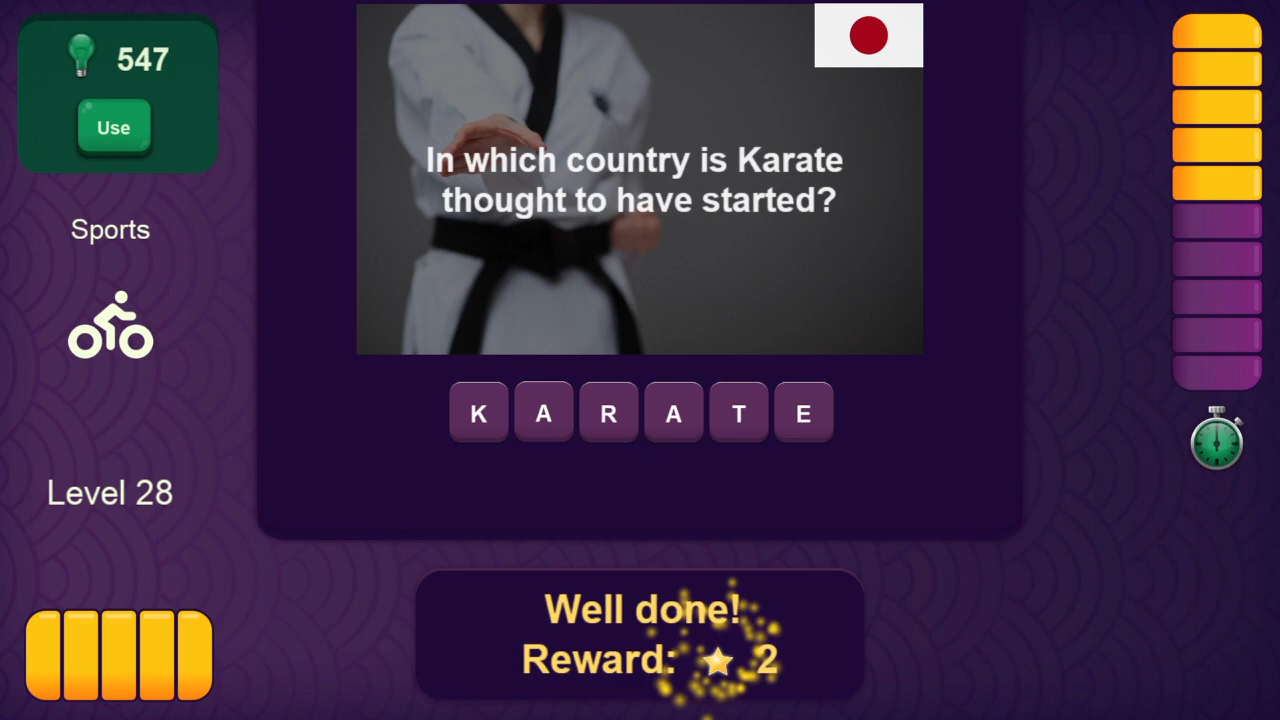 547
Use
Sports
Level 28
In which country is Karate
thought to have started?
K A R A T E
Well done!
Reward: 2